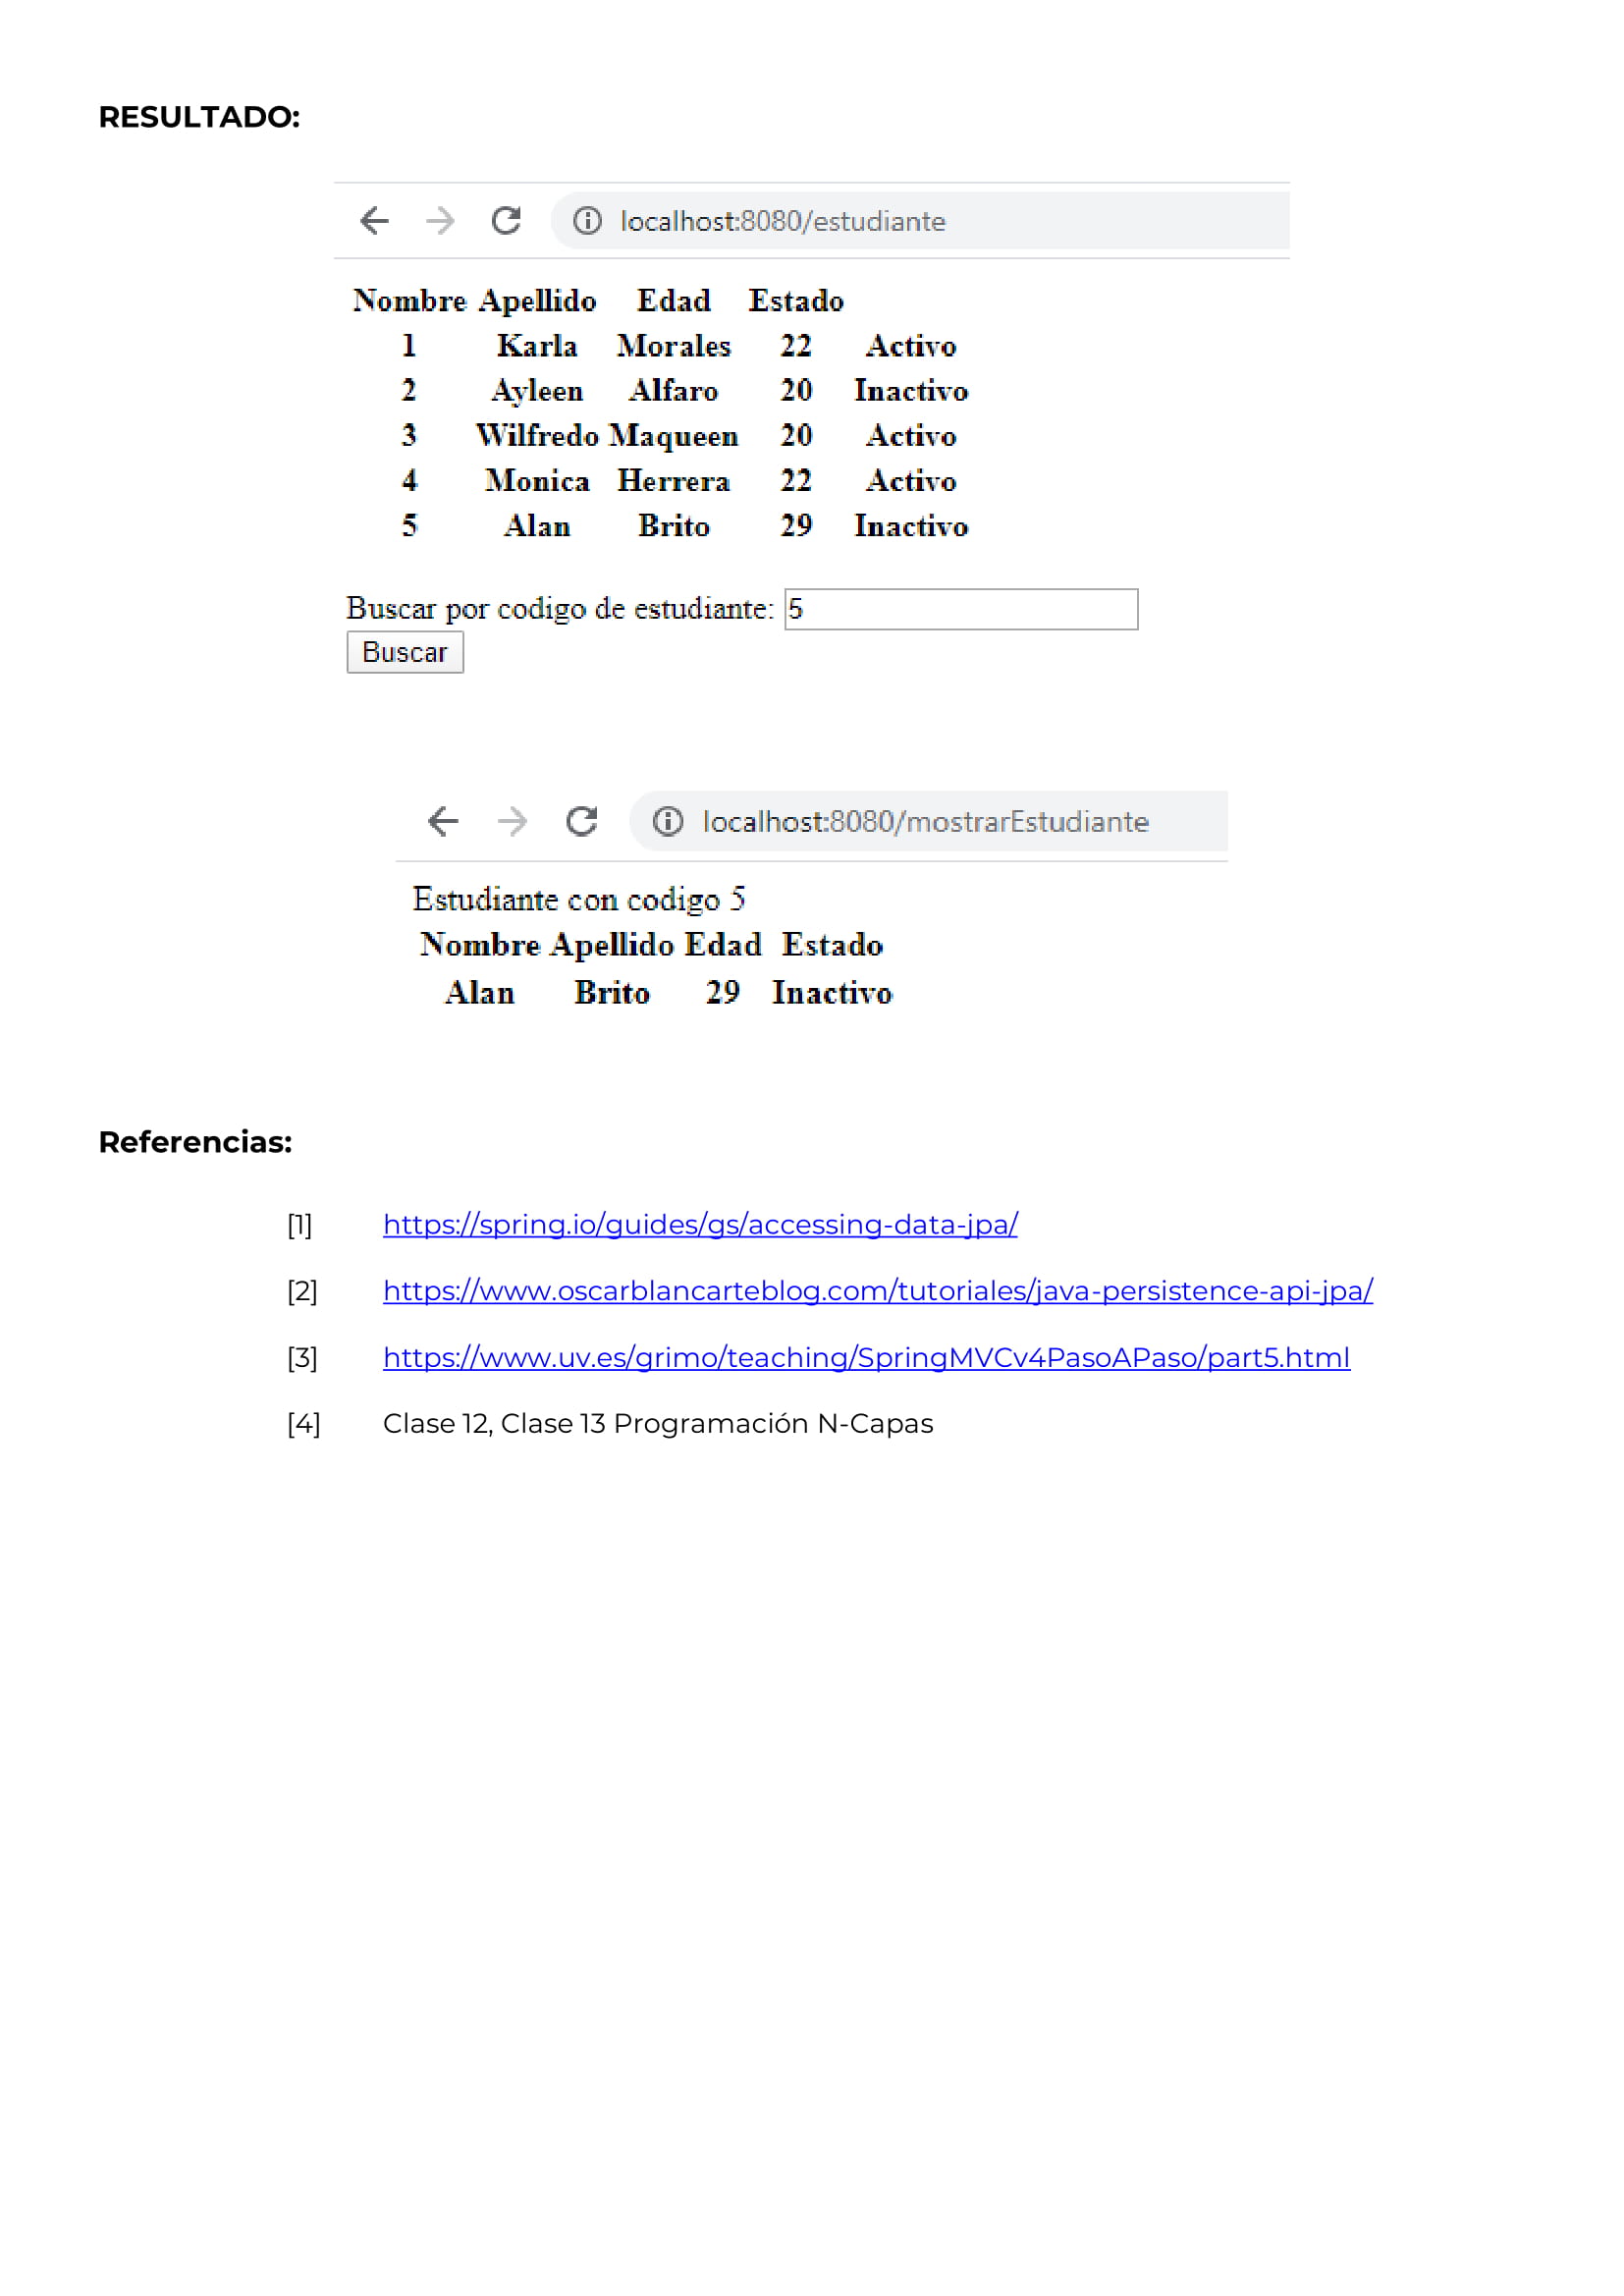 RESULTADO:
localhost:8080/estudiante
Nombre Apellido Edad Estado
1 Karla Morales 22 Activo
2 Ayleen Alfaro 20 Inactivo
3 Wilfredo Maqueen 20 Activo
4 Monica Herrera 22 Activo
5 Alan Brito 29 Inactivo
Buscar por codigo de estudiante: 5
Buscar
localhost:8080/mostrarEstudiante
Estudiante con codigo 5
Nombre Apellido Edad Estado
Alan Brito 29 Inactivo
Referencias:
[1] https://spring.io/guides/gs/accessing-data-jpa/
[2] https://www.oscarblancarteblog.com/tutoriales/java-persistence-api-jpa/
[3] https://www.uv.es/grimo/teaching/SpringMVCv4PasoAPaso/part5.html
[4] Clase 12, Clase 13 Programación N-Capas